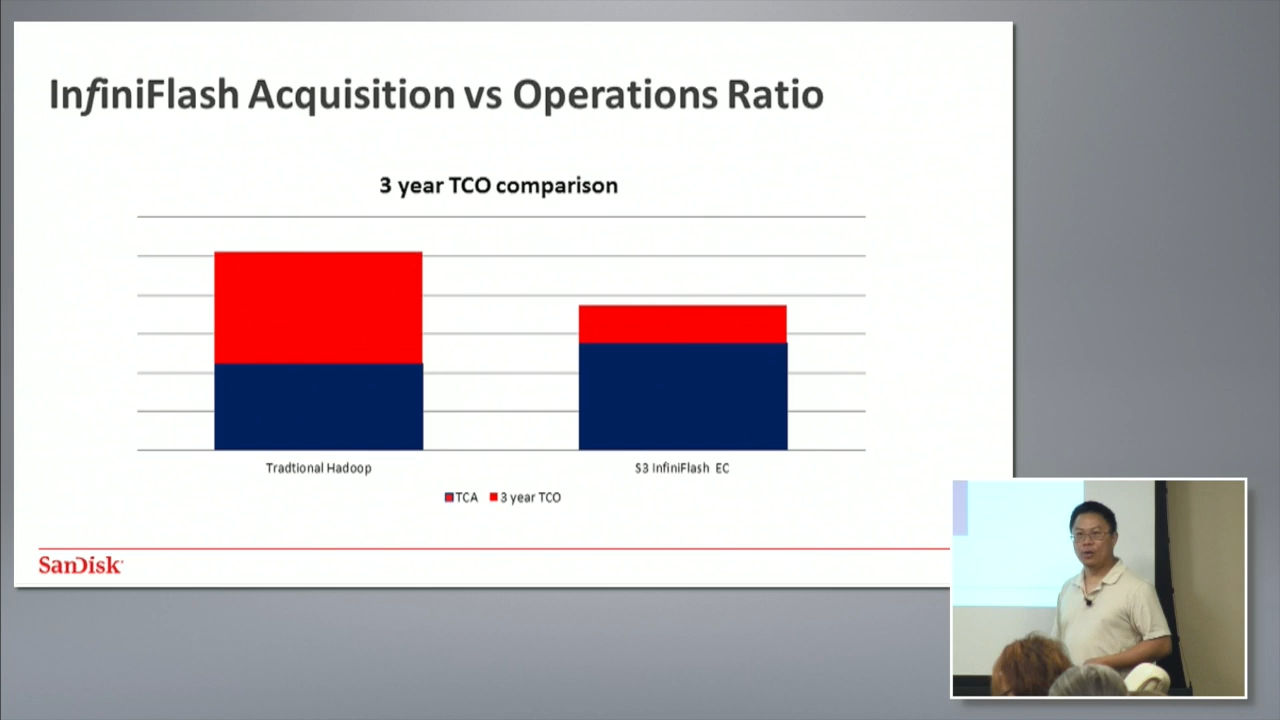 InfiniFlash Acquisition vs Operations Ratio
3 year TCO comparison
Tradtional Hadoop
S3 InfiniFlash EC
TCA
3 year TCO
SanDisk